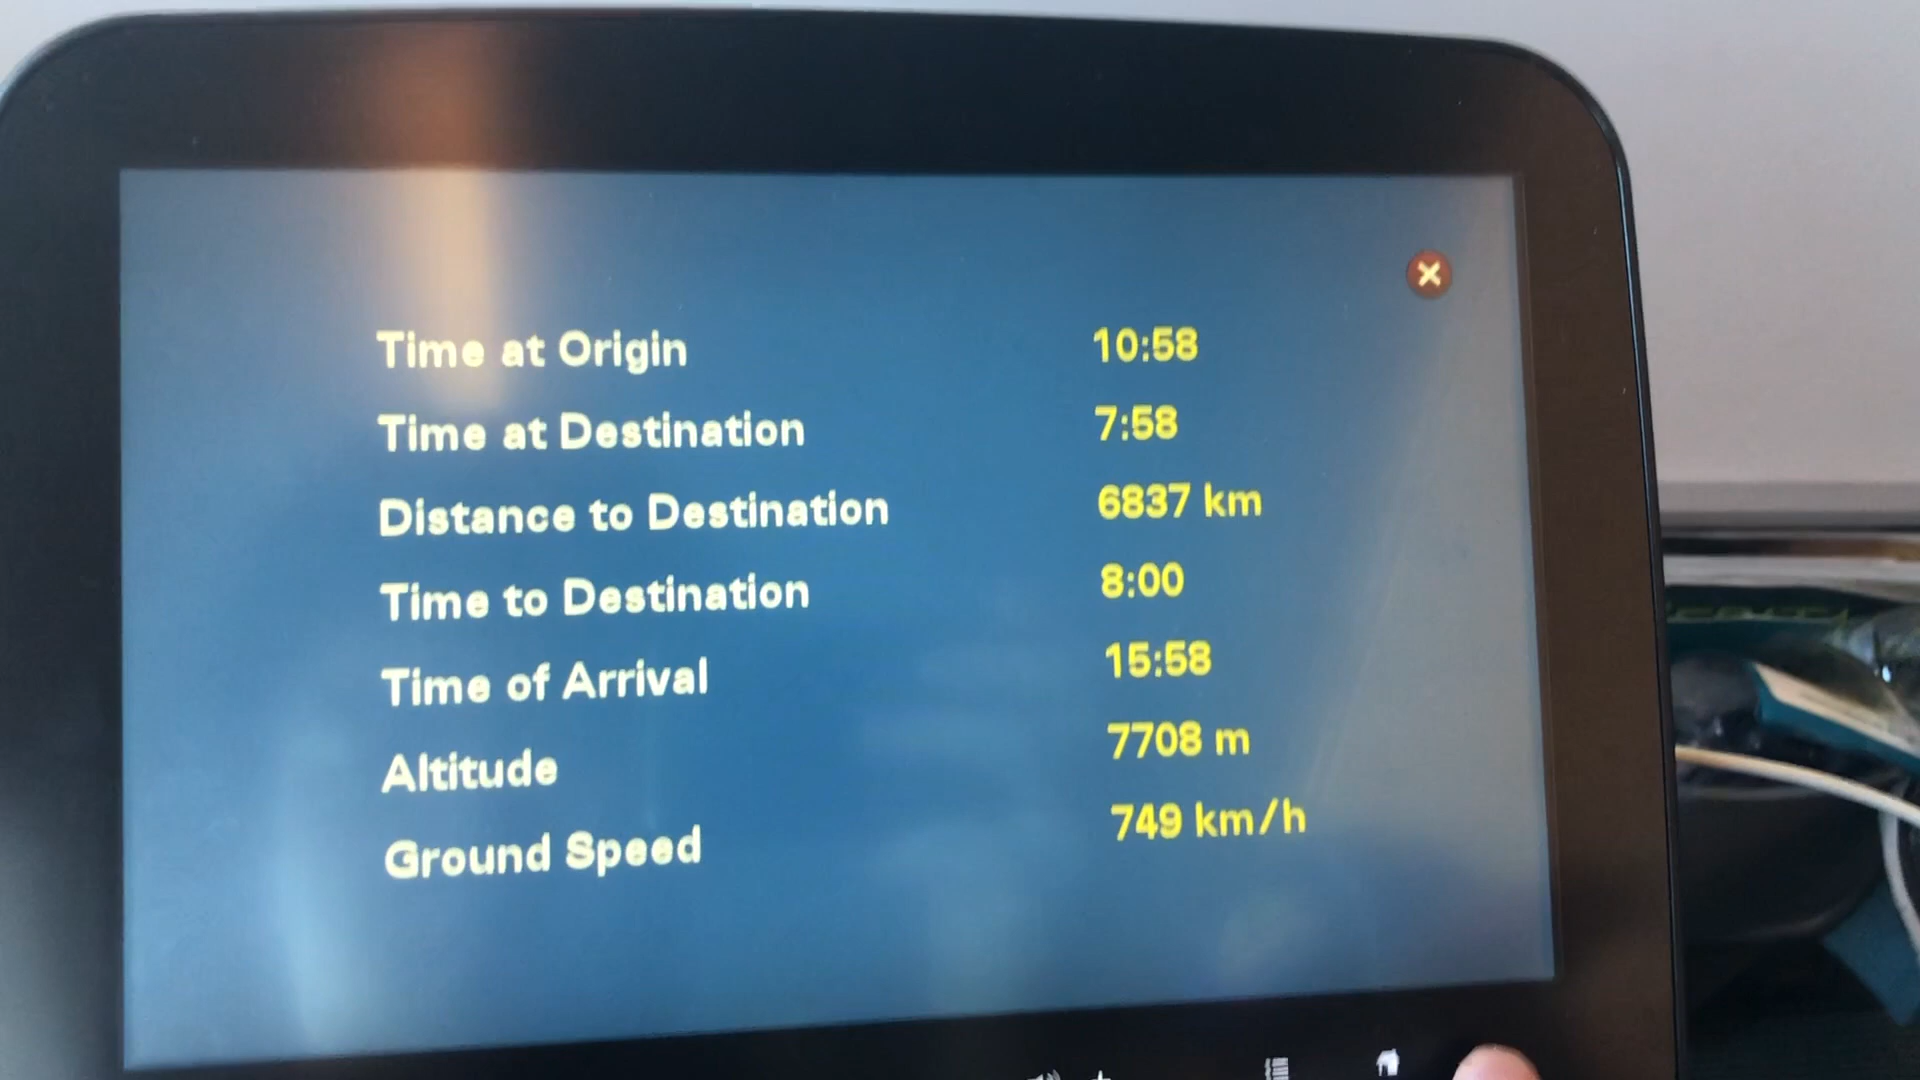 Time at Origin 10:58
Time at Destination 7:58
Distance to Destination 6837 km
Time to Destination 8:00
Time of Arrival 15:58
Altitude 7708 m
Ground Speed 749 km/h